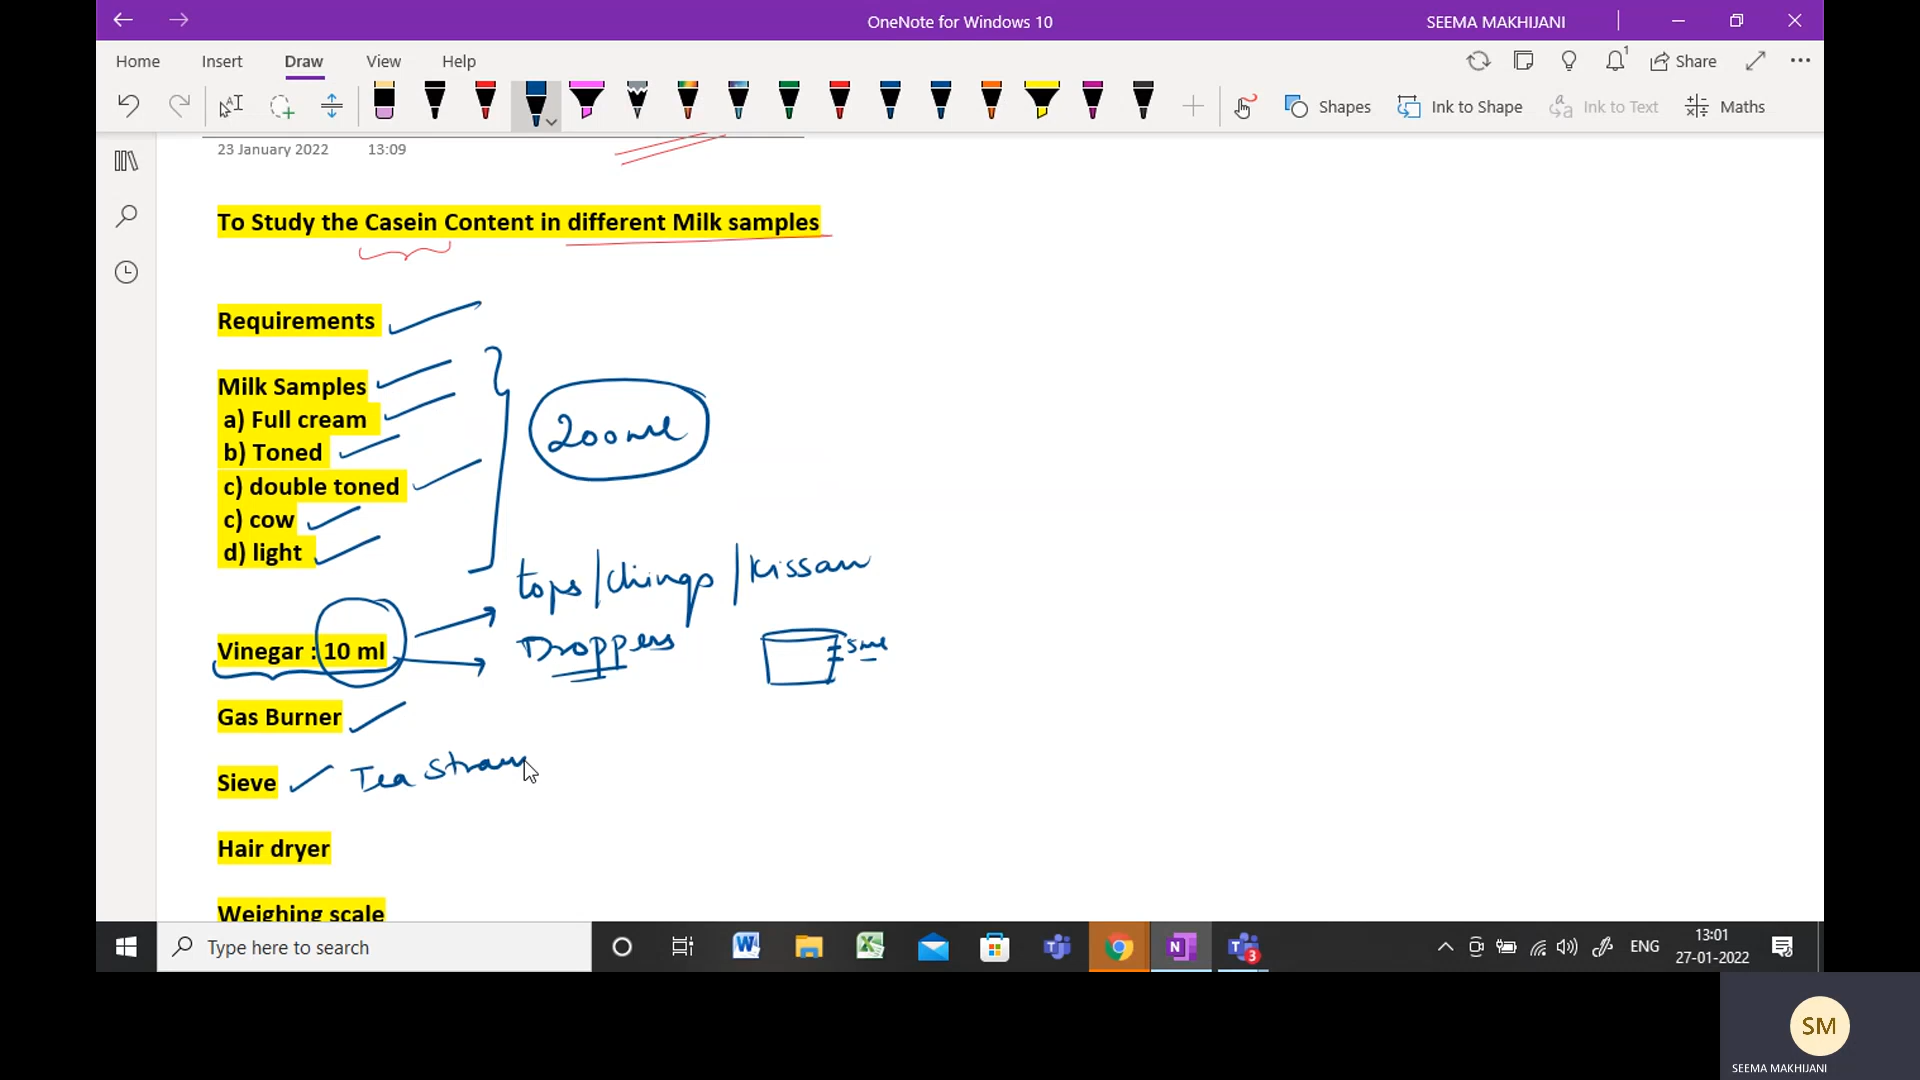 OneNote for Windows 10
SEEMA MAKHIJANI
Home Insert Draw View Help
1
Share
Shapes
Ink to Shape
Ink to Text
Maths
23 January 2022 13:09
To Study the Casein Content in different Milk samples
Requirements
Milk Samples
a) Full cream
b) Toned
c) double toned
c) cow
d) light
200ml
tops/chings/Kissan
Vinegar : 10 ml
Droppers
5ml
Gas Burner
Sieve
Tea
Hair dryer
Weighing scale
Type here to search
3
ENG
13:01
27-01-2022
SM
SEEMA MAKHIJANI